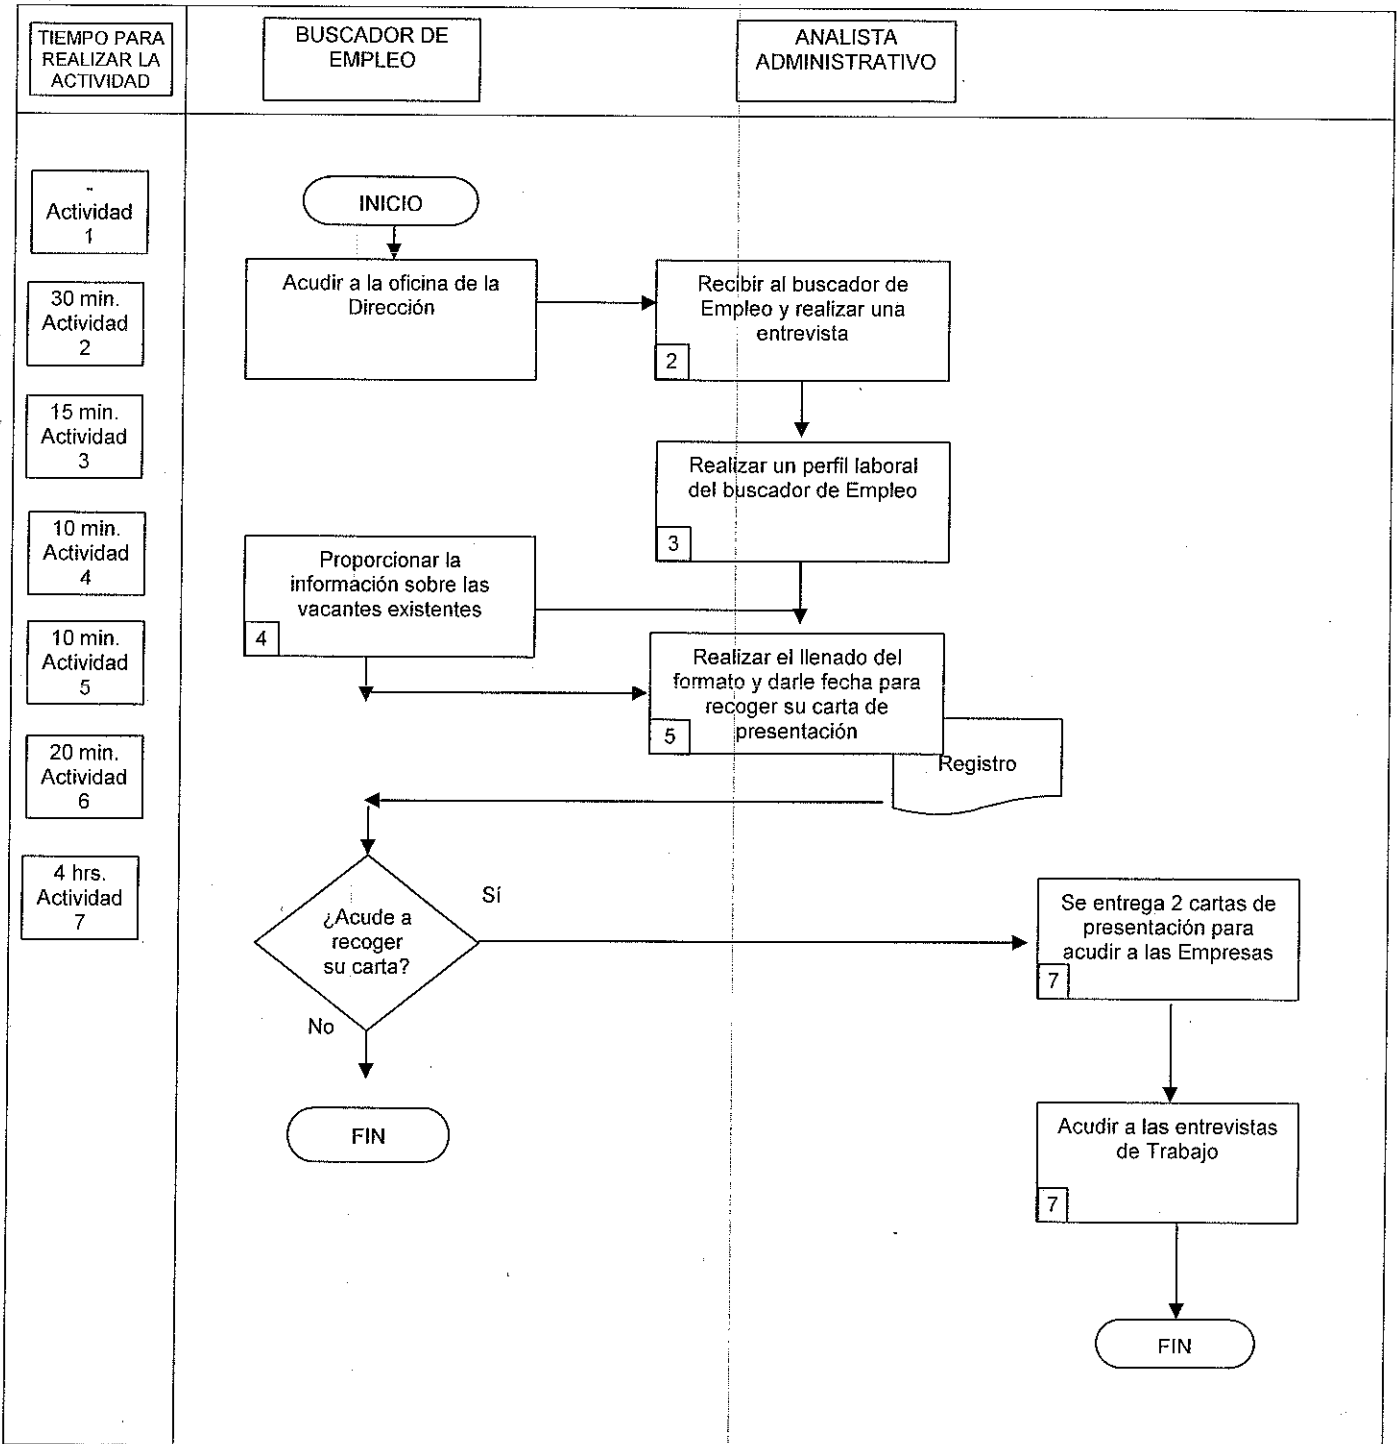 TIEMPO PARA
REALIZAR LA
ACTIVIDAD
BUSCADOR DE
EMPLEO
ANALISTA
ADMINISTRATIVO
-
Actividad
1
30 min.
Actividad
2
15 min.
Actividad
3
10 min.
Actividad
4
10 min.
Actividad
5
20 min.
Actividad
6
4 hrs.
Actividad
7
INICIO
Acudir a la oficina de la
Dirección
Recibir al buscador de
Empleo y realizar una
entrevista
2
Realizar un perfil laboral
del buscador de Empleo
3
Proporcionar la
información sobre las
vacantes existentes
4
Realizar el llenado del
formato y darle fecha para
recoger su carta de
presentación
5
Registro
¿Acude a
recoger
su carta?
Sí
No
FIN
Se entrega 2 cartas de
presentación para
acudir a las Empresas
7
Acudir a las entrevistas
de Trabajo
7
FIN